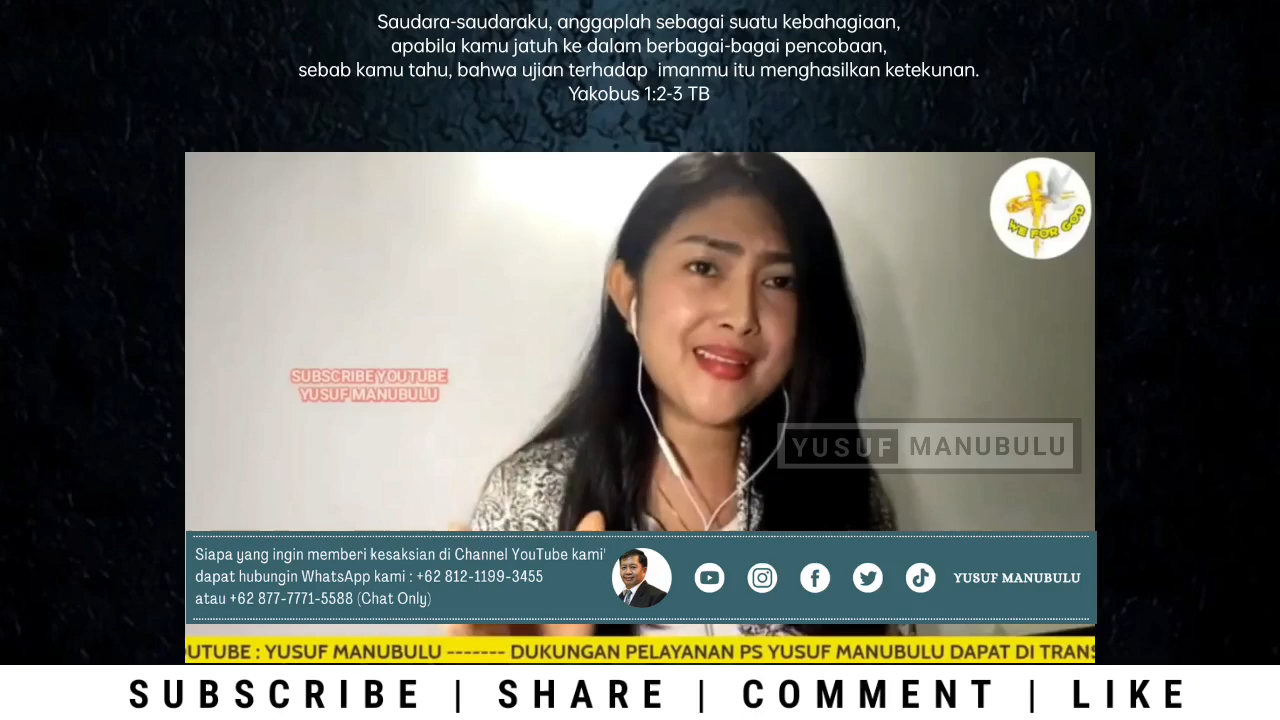 Saudara-saudaraku, anggaplah sebagai suatu kebahagiaan,
apabila kamu jatuh ke dalam berbagai-bagai pencobaan,
sebab kamu tahu, bahwa ujian terhadap  imanmu itu menghasilkan ketekunan.
Yakobus 1:2-3 TB
WE FOR GOD
SUBSCRIBE YOUTUBE
YUSUF MANUBULU
YUSUF MANUBULU
Siapa yang ingin memberi kesaksian di Channel YouTube kami'
dapat hubungin WhatsApp kami : +62 812-1199-3455
atau +62 877-7771-5588 (Chat Only)
YUSUF MANUBULU
OUTUBE : YUSUF MANUBULU ------- DUKUNGAN PELAYANAN PS YUSUF MANUBULU DAPAT DI TRANS
SUBSCRIBE | SHARE | COMMENT | LIKE